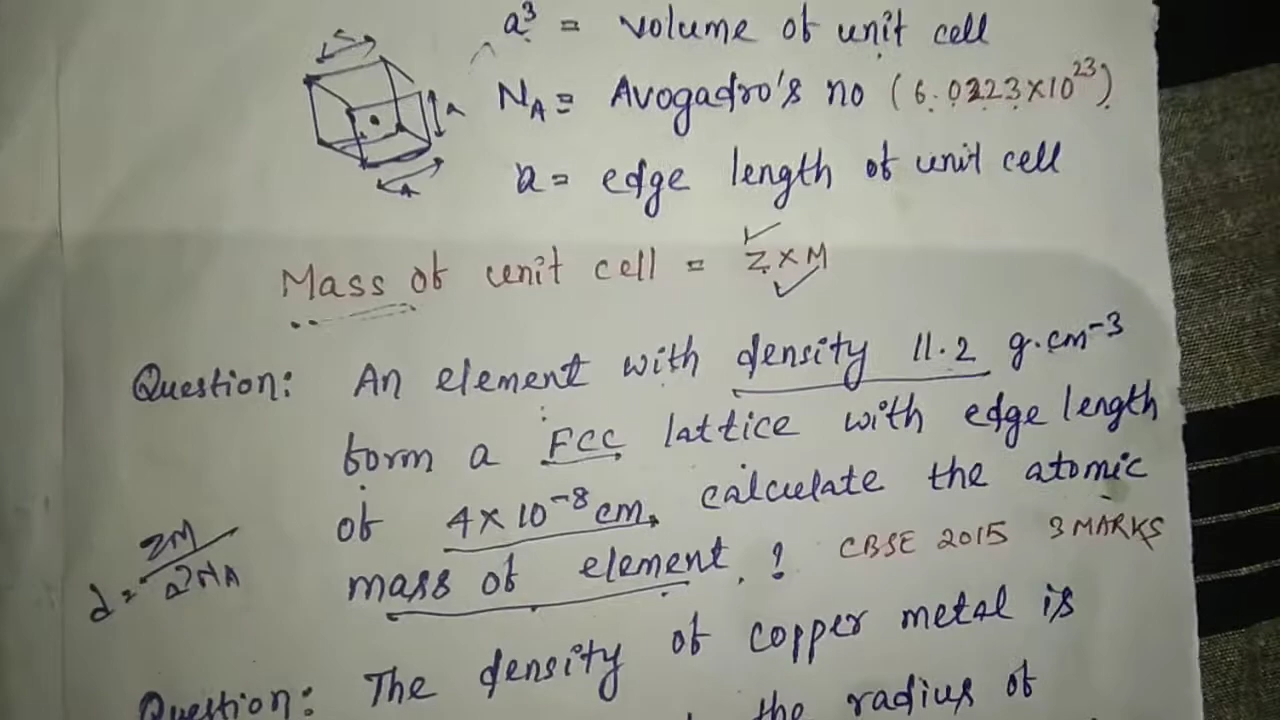 a³ = volume of unit cell
N_A = Avogadro's no (6.0223×10²³)
a = edge length of unit cell
Mass of unit cell = Z×M
Question: An element with density 11.2 g.cm⁻³
form a FCC lattice with edge length
of 4×10⁻⁸ cm, calculate the atomic
mass of element ? CBSE 2015 3 MARKS
d = ZM/a³N_A
Question: The density of copper metal is
the radius of